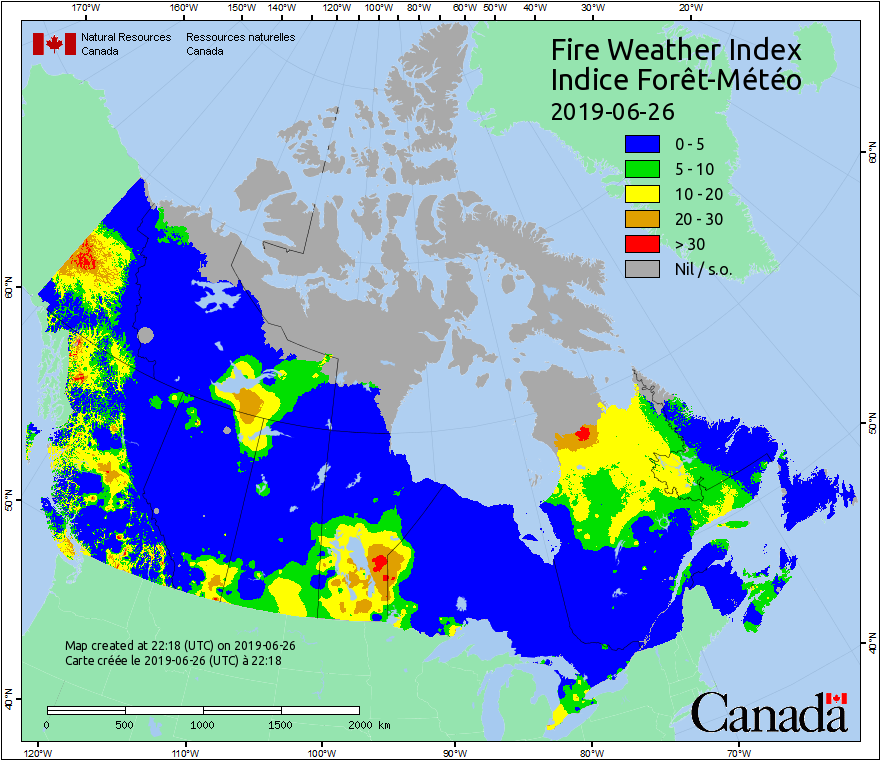 170°W 160°W 150°W 140°W 120°W 100°W 80°W 60°W 50°W 40°W 30°W 20°W
Natural Resources Ressources naturelles
Canada Canada
Fire Weather Index
Indice Forêt-Météo
2019-06-26
0 - 5
5 - 10
10 - 20
20 - 30
> 30
Nil / s.o.
60°N
60°N
50°N
50°N
40°N
40°N
Map created at 22:18 (UTC) on 2019-06-26
Carte créée le 2019-06-26 (UTC) à 22:18
0 500 1000 1500 2000 km
Canada
120°W 110°W 100°W 90°W 80°W 70°W